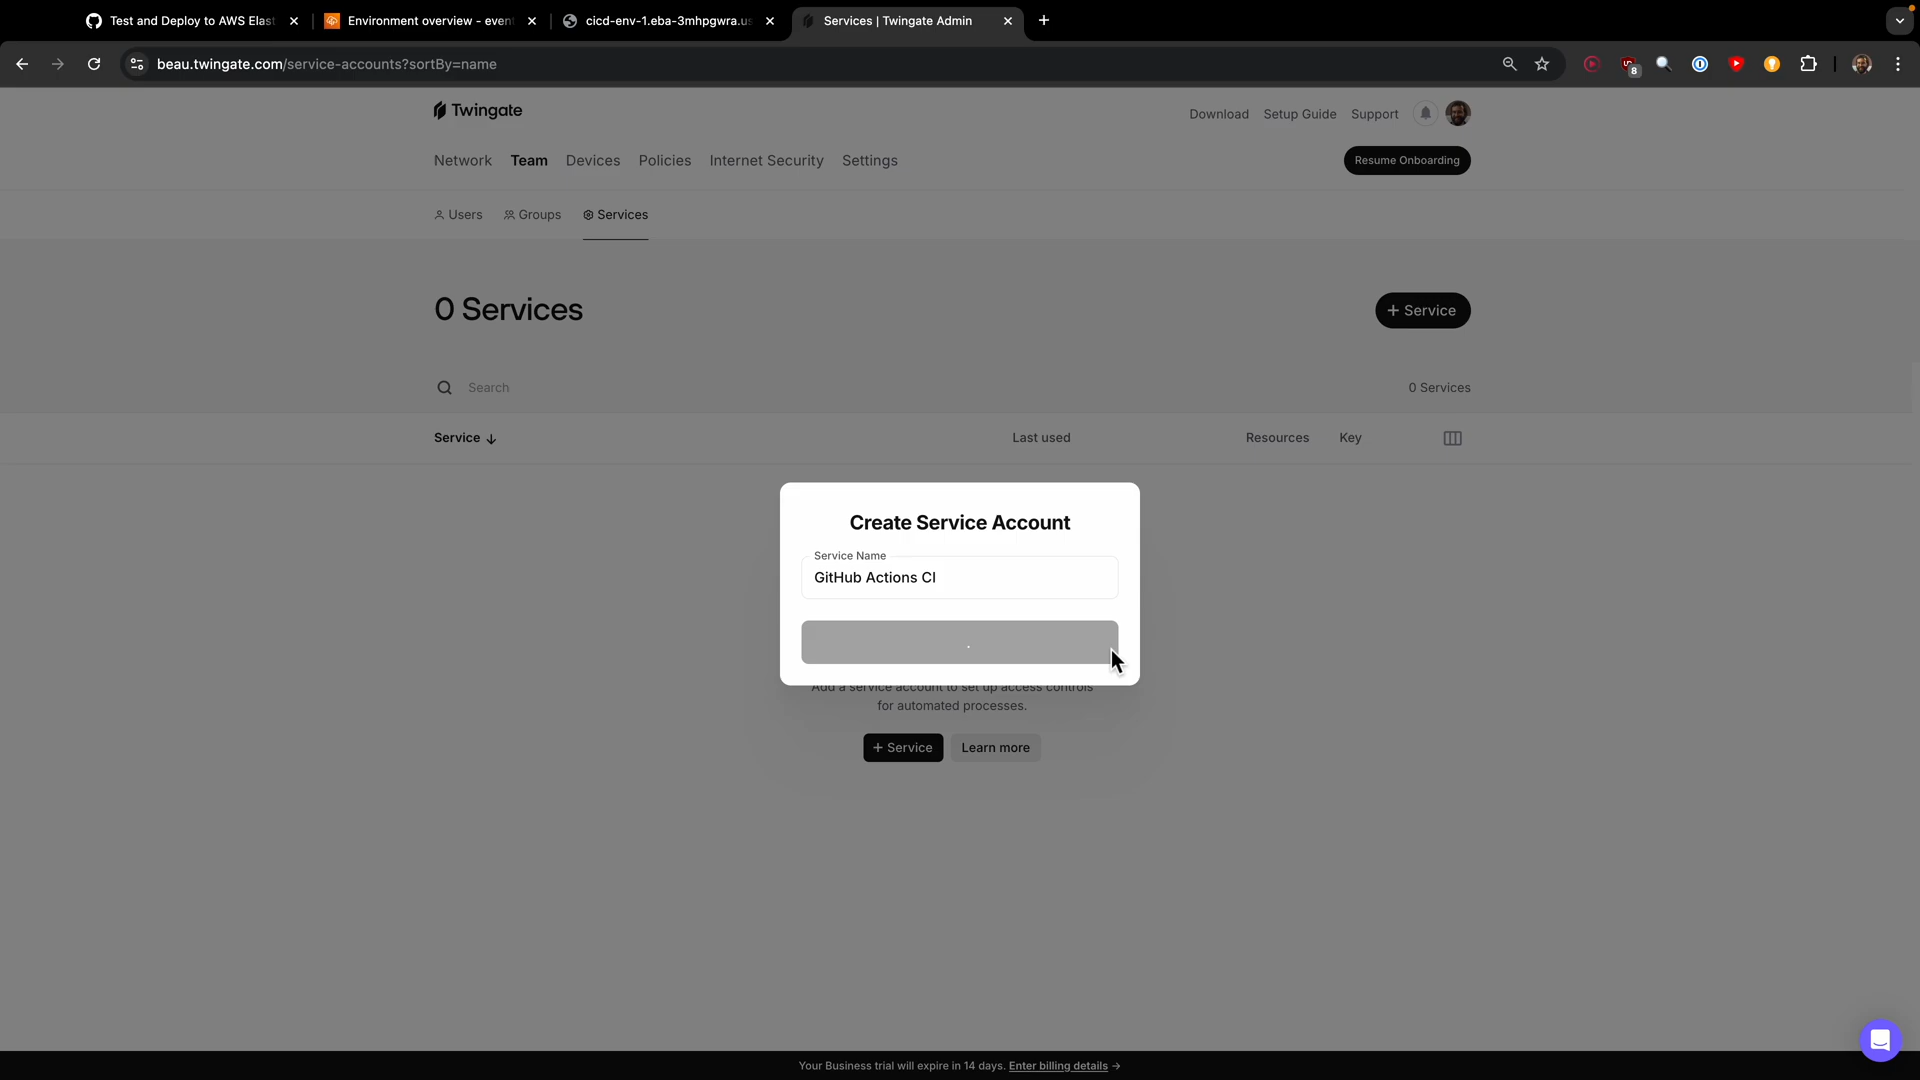 Test and Deploy to AWS Elast
Environment overview - event
cicd-env-1.eba-3mhpgwra.us
Services | Twingate Admin
beau.twingate.com/service-accounts?sortBy=name
8
Twingate
Download
Setup Guide
Support
Network
Team
Devices
Policies
Internet Security
Settings
Resume Onboarding
Users
Groups
Services
0 Services
+ Service
Search
0 Services
Service
Last used
Resources
Key
Create Service Account
Service Name
GitHub Actions CI
Add a service account to set up access controls
for automated processes.
+ Service
Learn more
Your Business trial will expire in 14 days. Enter billing details →